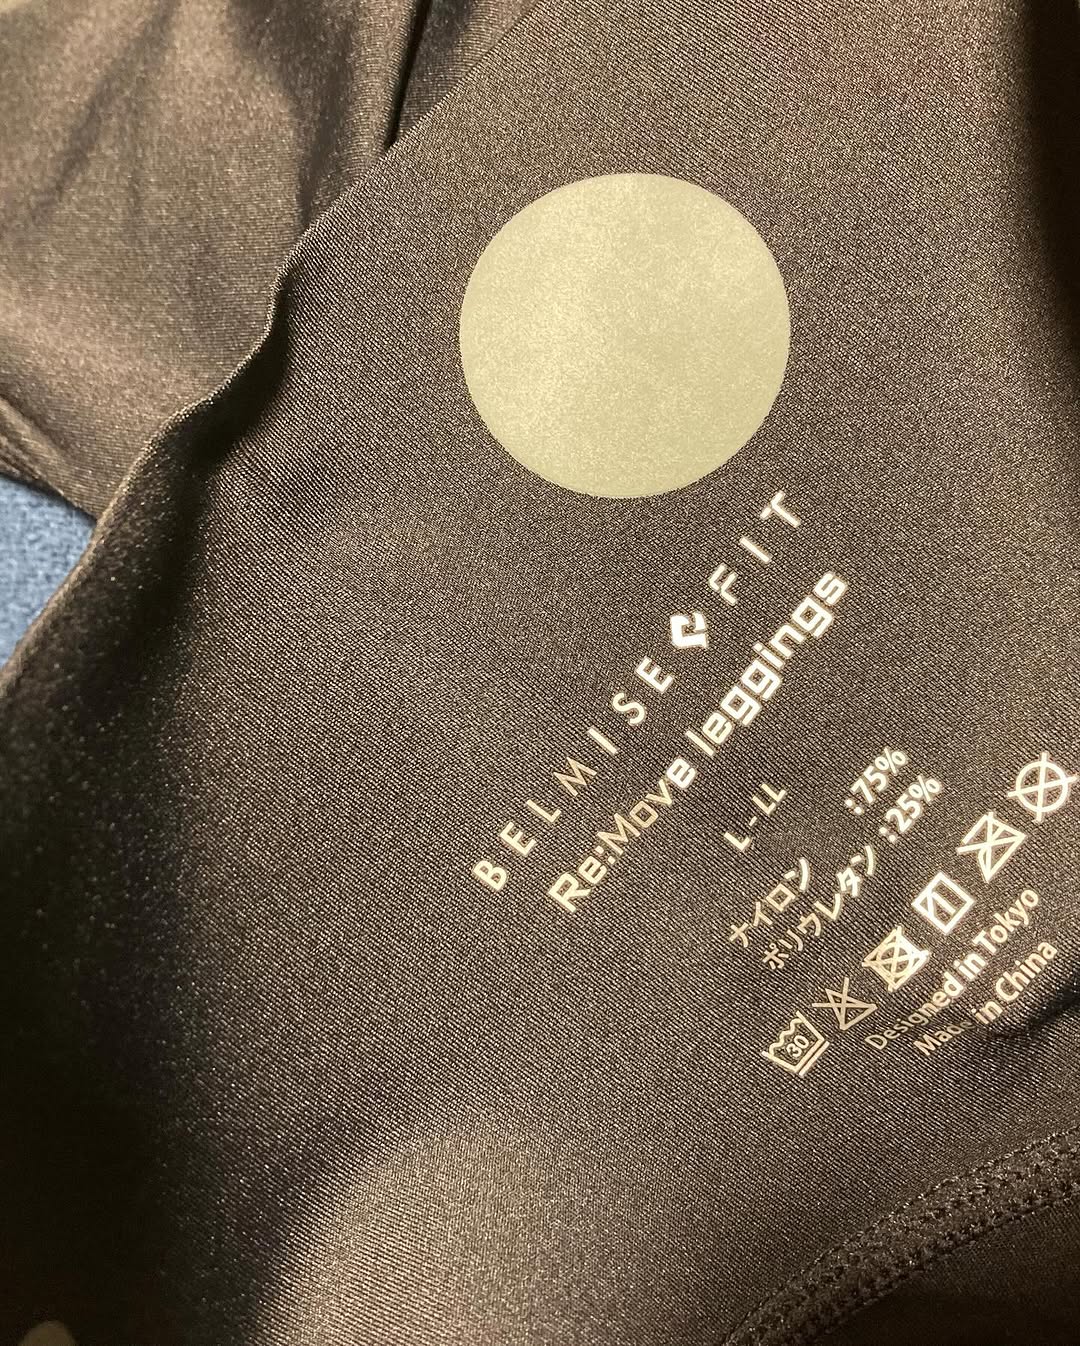 BELMISE FIT
Re:Move leggings
L-LL
ナイロン :75%
ポリウレタン :25%
30
Designed in Tokyo
Made in China